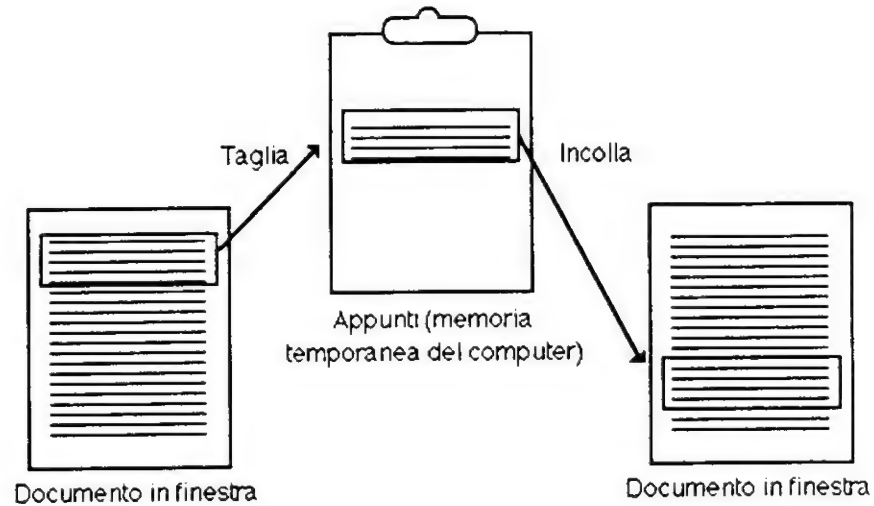 Taglia
Incolla
Appunti (memoria
temporanea del computer)
Documento in finestra
Documento in finestra